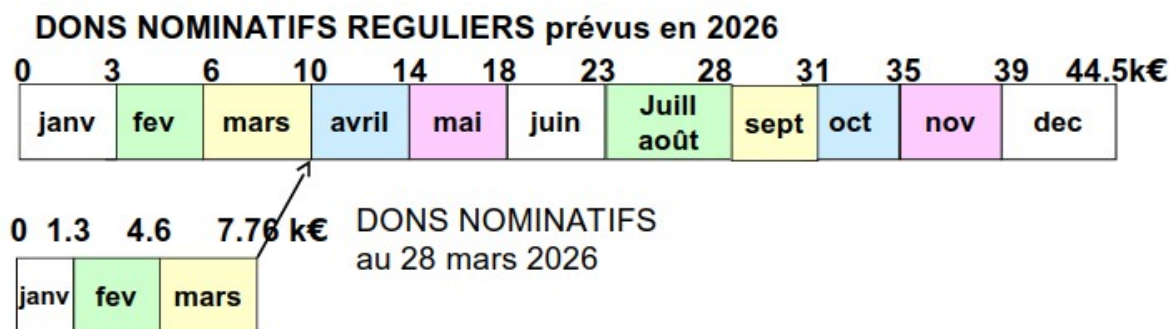 DONS NOMINATIFS REGULIERS prévus en 2026
0 3 6 10 14 18 23 28 31 35 39 44.5k€
janv fev mars avril mai juin Juill août sept oct nov dec
0 1.3 4.6 7.76 k€
DONS NOMINATIFS
au 28 mars 2026
janv fev mars